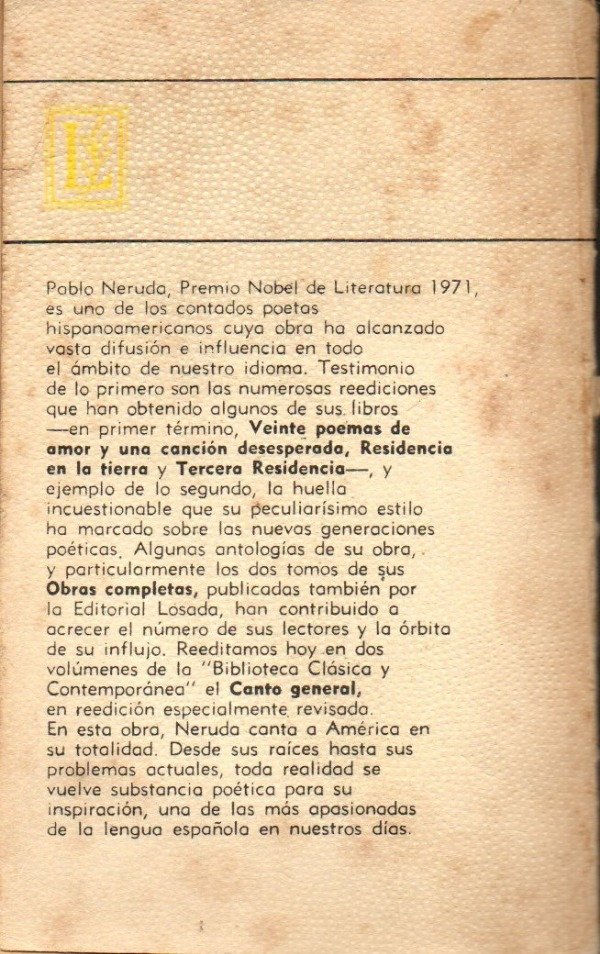 EL
Pablo Neruda, Premio Nobel de Literatura 1971,
es uno de los contados poetas
hispanoamericanos cuya obra ha alcanzado
vasta difusión e influencia en todo
el ámbito de nuestro idioma. Testimonio
de lo primero son las numerosas reediciones
que han obtenido algunos de sus libros
—en primer término, Veinte poemas de
amor y una canción desesperada, Residencia
en la tierra y Tercera Residencia—, y
ejemplo de lo segundo, la huella
incuestionable que su peculiarísimo estilo
ha marcado sobre las nuevas generaciones
poéticas. Algunas antologías de su obra,
y particularmente los dos tomos de sus
Obras completas, publicadas también por
la Editorial Losada, han contribuido a
acrecer el número de sus lectores y la órbita
de su influjo. Reeditamos hoy en dos
volúmenes de la "Biblioteca Clásica y
Contemporánea" el Canto general,
en reedición especialmente revisada.
En esta obra, Neruda canta a América en
su totalidad. Desde sus raíces hasta sus
problemas actuales, toda realidad se
vuelve substancia poética para su
inspiración, una de las más apasionadas
de la lengua española en nuestros días.